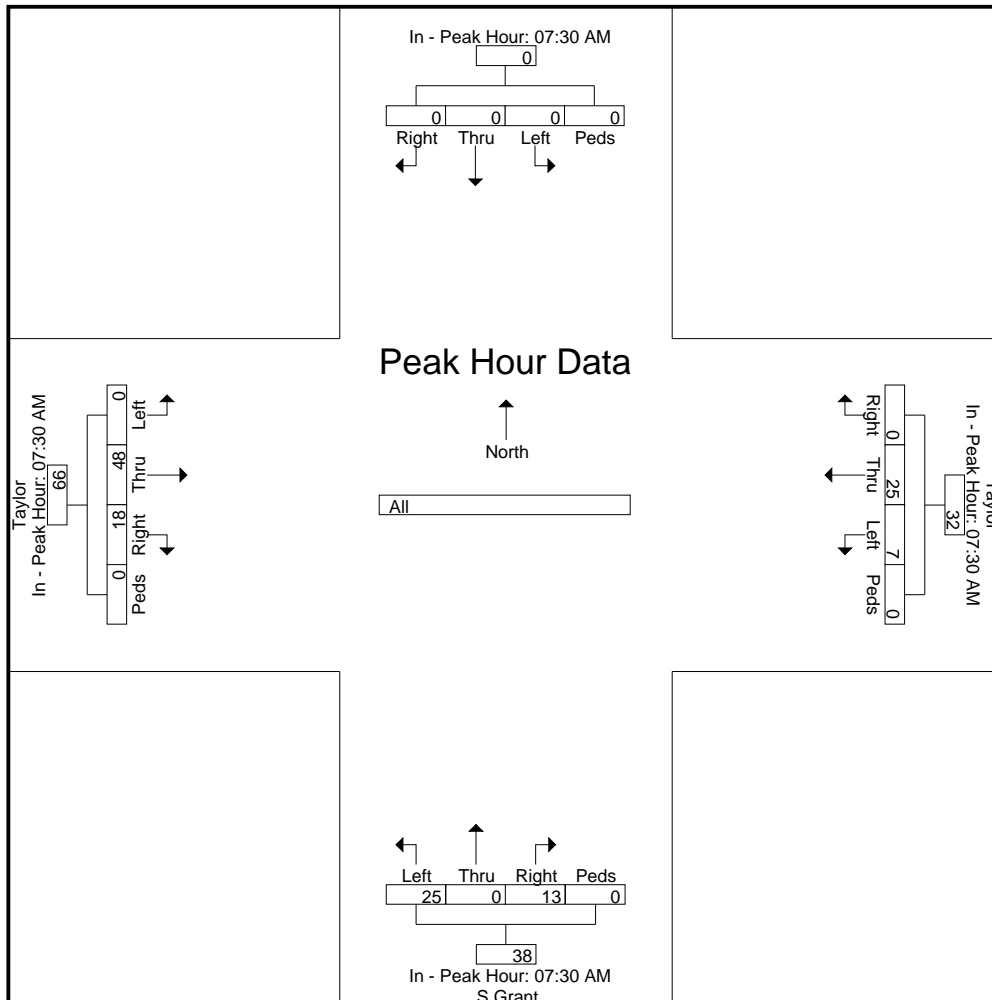 In - Peak Hour: 07:30 AM
0
0 0 0 0
Right Thru Left Peds
Peak Hour Data
North
All
Taylor
In - Peak Hour: 07:30 AM
66
0 48 18 0
Left Thru Right Peds
Taylor
In - Peak Hour: 07:30 AM
32
0 25 7 0
Right Thru Left Peds
Left Thru Right Peds
25 0 13 0
38
In - Peak Hour: 07:30 AM
S Grant